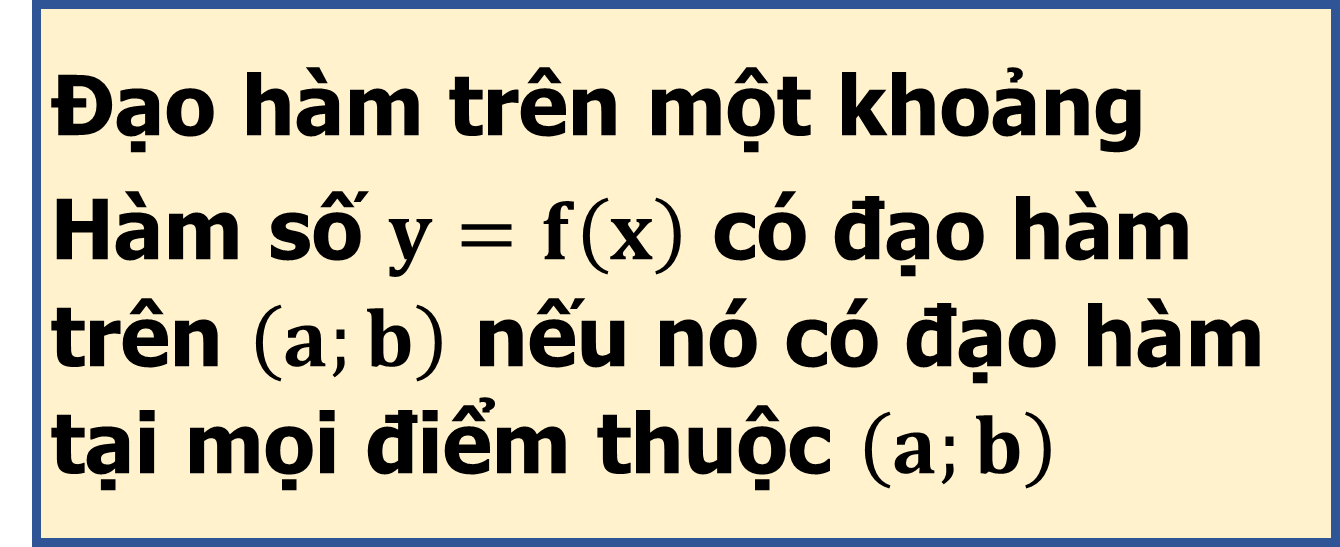 Đạo hàm trên một khoảng
Hàm số y = f(x) có đạo hàm
trên (a; b) nếu nó có đạo hàm
tại mọi điểm thuộc (a; b)